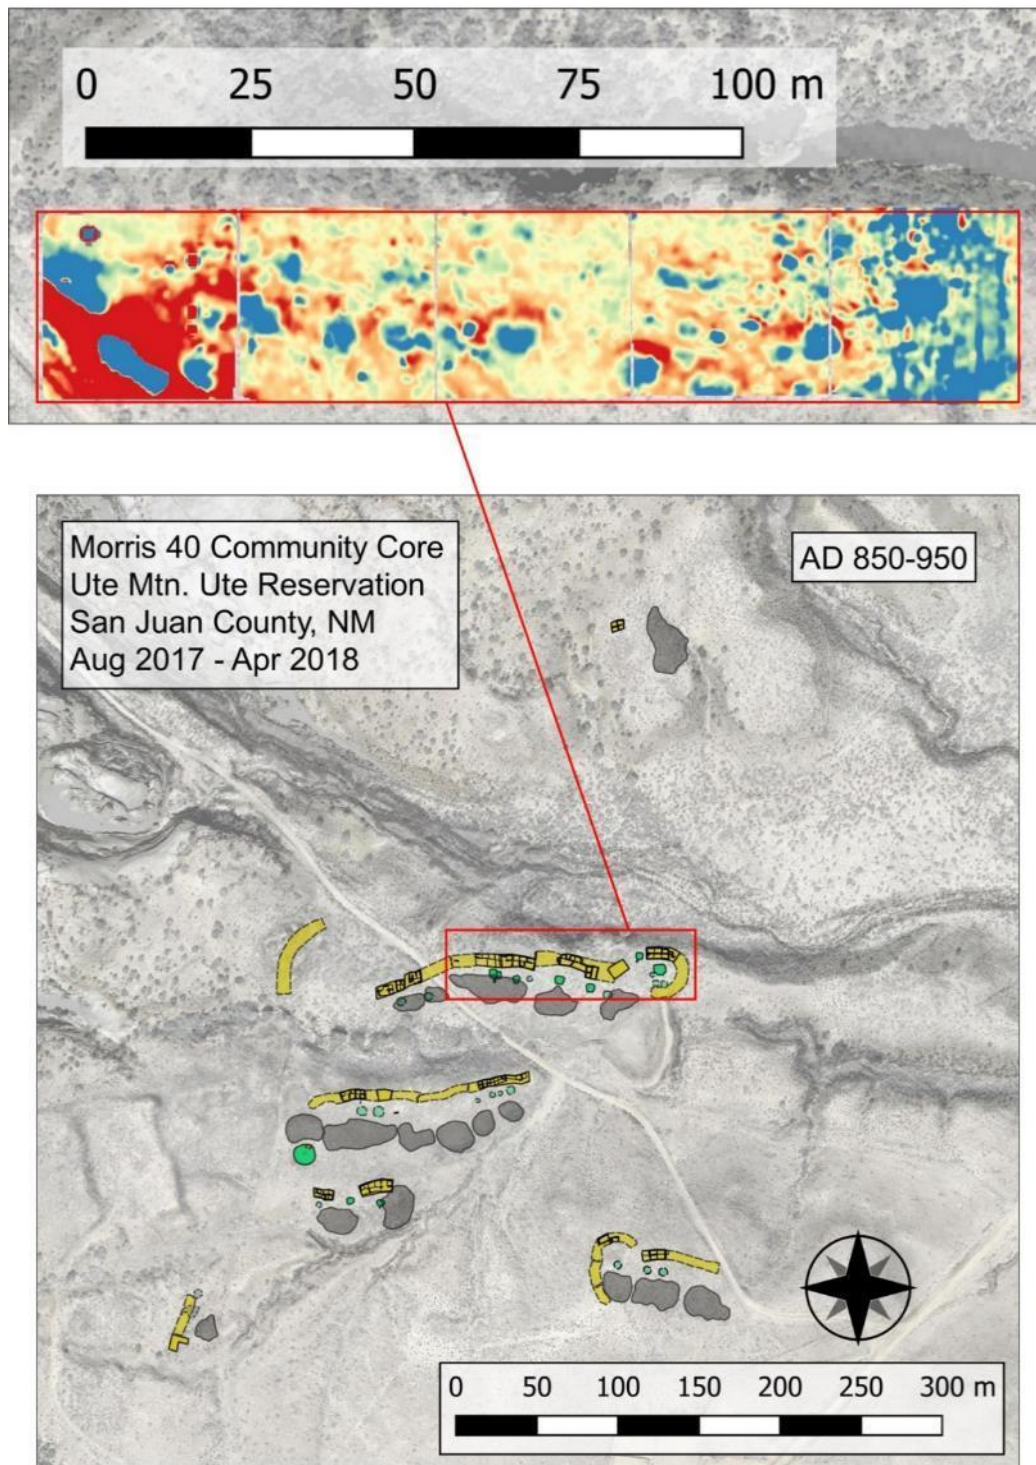 0 25 50 75 100 m
Morris 40 Community Core
Ute Mtn. Ute Reservation
San Juan County, NM
Aug 2017 - Apr 2018
AD 850-950
0 50 100 150 200 250 300 m